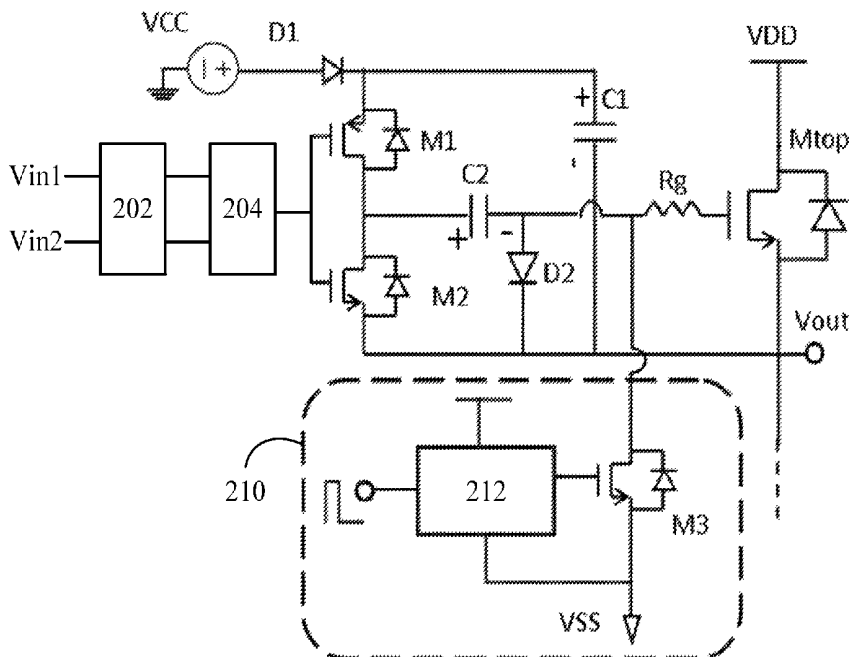 VCC
D1
VDD
+
C1
-
M1
Mtop
Vin1
Vin2
202
204
C2
Rg
+
-
D2
M2
Vout
210
212
M3
VSS